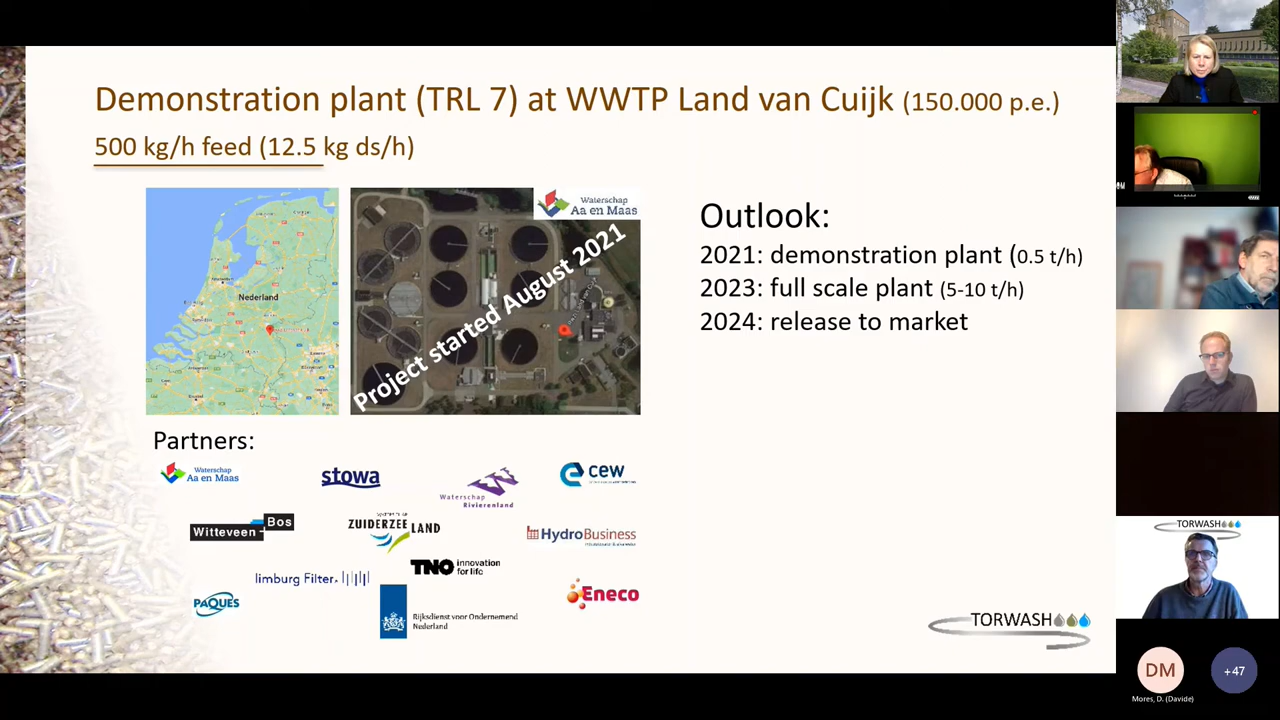 Demonstration plant (TRL 7) at WWTP Land van Cuijk (150.000 p.e.)
500 kg/h feed (12.5 kg ds/h)
Nederland
Waterschap
Aa en Maas
Project started August 2021
Outlook:
2021: demonstration plant (0.5 t/h)
2023: full scale plant (5-10 t/h)
2024: release to market
Partners:
Waterschap
Aa en Maas
stowa
Waterschap
Rivierenland
cew
Witteveen+
Bos
ZUIDERZEELAND
HydroBusiness
limburg Filter
TNO innovation
for life
PAQUES
Rijksdienst voor Ondernemend
Nederland
Eneco
TORWASH
TORWASH
DM
Mores, D. (Davide)
+47